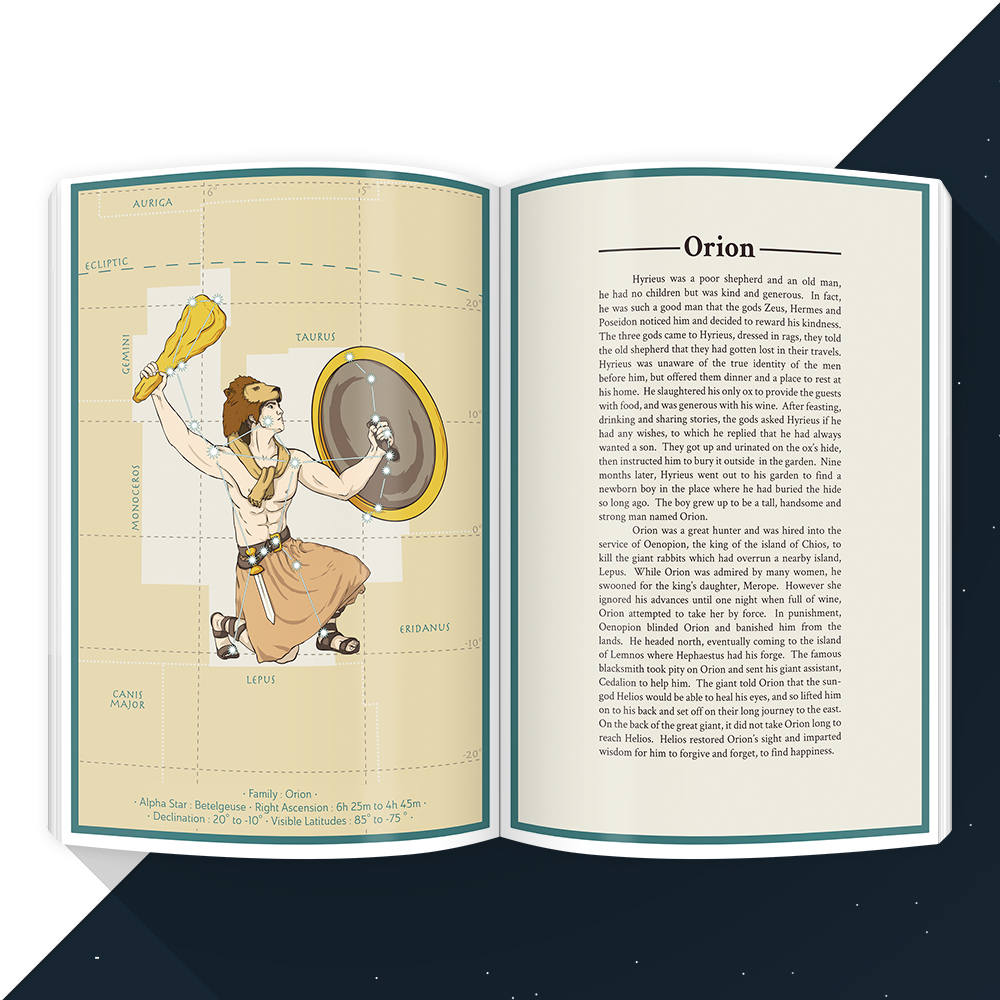 6°
5°
AURIGA
ECLIPTIC
20°
GEMINI
TAURUS
10°
MONOCEROS
0°
ERIDANUS
-10°
LEPUS
CANIS
MAJOR
-20°
· Family : Orion ·
· Alpha Star : Betelgeuse · Right Ascension : 6h 25m to 4h 45m ·
· Declination : 20° to -10° · Visible Latitudes : 85° to -75 ° ·
Orion
Hyrieus was a poor shepherd and an old man,
he had no children but was kind and generous. In fact,
he was such a good man that the gods Zeus, Hermes and
Poseidon noticed him and decided to reward his kindness.
The three gods came to Hyrieus, dressed in rags, they told
the old shepherd that they had gotten lost in their travels.
Hyrieus was unaware of the true identity of the men
before him, but offered them dinner and a place to rest at
his home. He slaughtered his only ox to provide the guests
with food, and was generous with his wine. After feasting,
drinking and sharing stories, the gods asked Hyrieus if he
had any wishes, to which he replied that he had always
wanted a son. They got up and urinated on the ox's hide,
then instructed him to bury it outside in the garden. Nine
months later, Hyrieus went out to his garden to find a
newborn boy in the place where he had buried the hide
so long ago. The boy grew up to be a tall, handsome and
strong man named Orion.
Orion was a great hunter and was hired into the
service of Oenopion, the king of the island of Chios, to
kill the giant rabbits which had overrun a nearby island,
Lepus. While Orion was admired by many women, he
swooned for the king's daughter, Merope. However she
ignored his advances until one night when full of wine,
Orion attempted to take her by force. In punishment,
Oenopion blinded Orion and banished him from the
lands. He headed north, eventually coming to the island
of Lemnos where Hephaestus had his forge. The famous
blacksmith took pity on Orion and sent his giant assistant,
Cedalion to help him. The giant told Orion that the sun-
god Helios would be able to heal his eyes, and so lifted him
on to his back and set off on their long journey to the east.
On the back of the great giant, it did not take Orion long to
reach Helios. Helios restored Orion's sight and imparted
wisdom for him to forgive and forget, to find happiness.